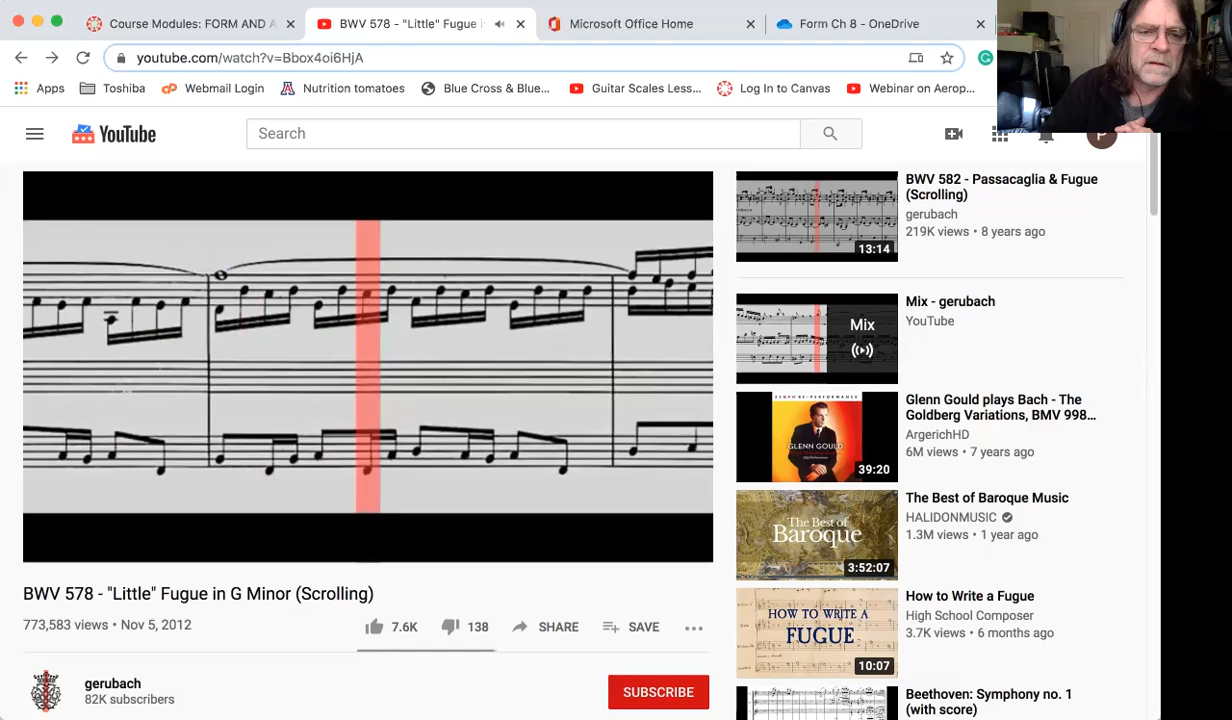 Course Modules: FORM AND A
BWV 578 - "Little" Fugue i
Microsoft Office Home
Form Ch 8 - OneDrive
youtube.com/watch?v=Bbox4oi6HjA
Apps
Toshiba
Webmail Login
Nutrition tomatoes
Blue Cross & Blue...
Guitar Scales Less...
Log In to Canvas
Webinar on Aerop...
YouTube
Search
BWV 582 - Passacaglia & Fugue
(Scrolling)
gerubach
219K views • 8 years ago
13:14
Mix
Mix - gerubach
YouTube
Glenn Gould plays Bach - The
Goldberg Variations, BMV 998...
ArgerichHD
6M views • 7 years ago
GLENN GOULD
39:20
The Best of Baroque Music
HALIDONMUSIC
1.3M views • 1 year ago
The Best of
Baroque
3:52:07
How to Write a Fugue
High School Composer
3.7K views • 6 months ago
HOW TO WRITE A
FUGUE
10:07
Beethoven: Symphony no. 1
(with score)
BWV 578 - "Little" Fugue in G Minor (Scrolling)
773,583 views • Nov 5, 2012
7.6K
138
SHARE
SAVE
gerubach
82K subscribers
SUBSCRIBE